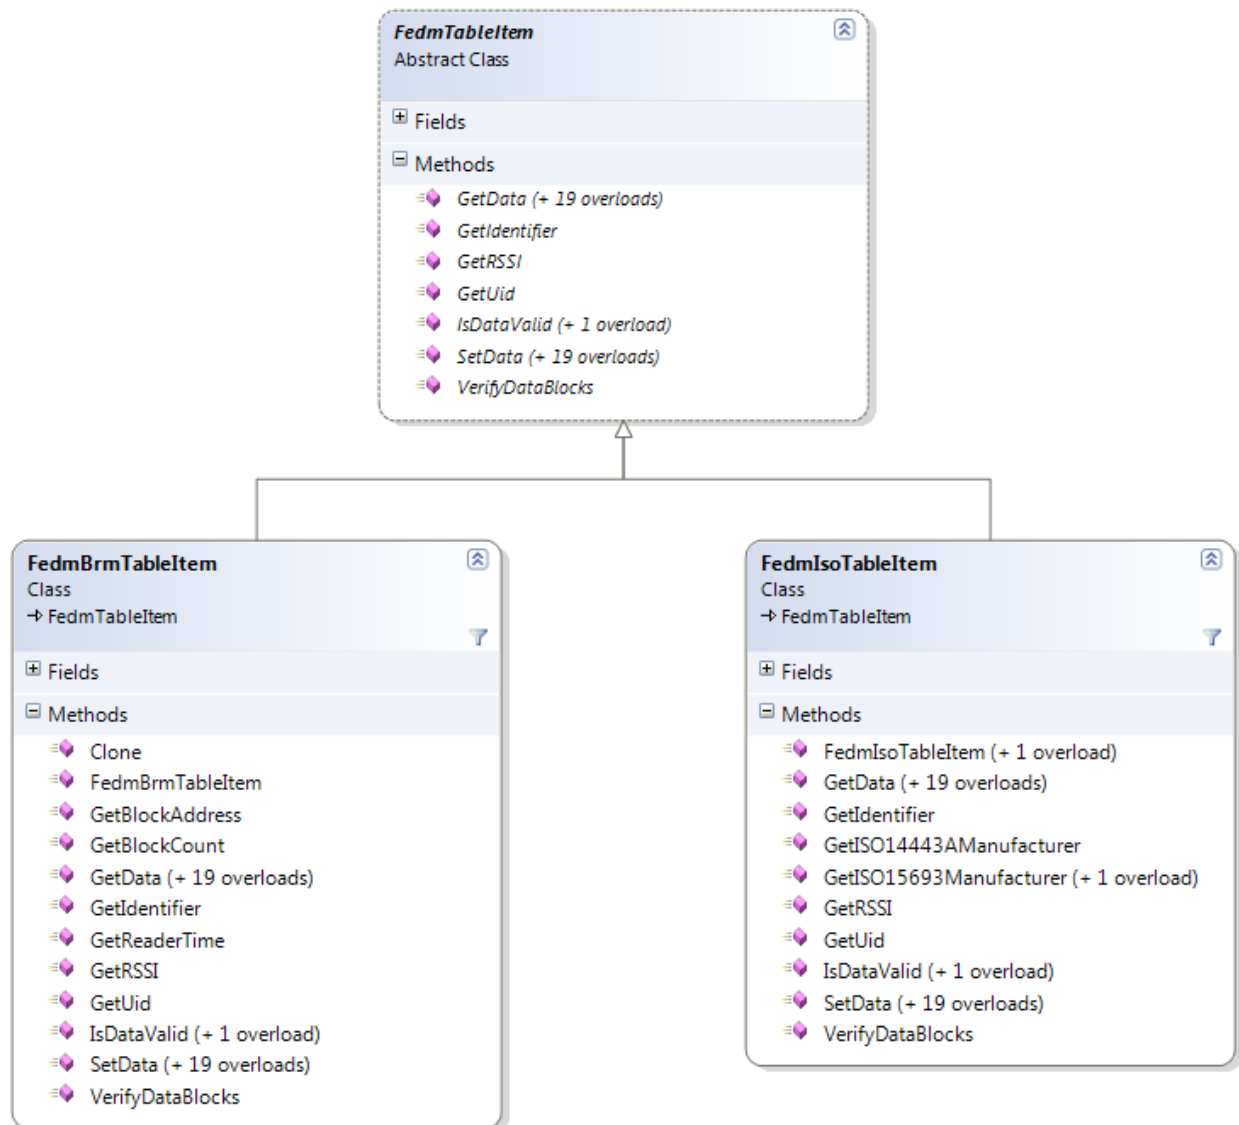 FedmTableItem
Abstract Class
Fields
Methods
GetData (+ 19 overloads)
GetIdentifier
GetRSSI
GetUid
IsDataValid (+ 1 overload)
SetData (+ 19 overloads)
VerifyDataBlocks
FedmBrmTableItem
Class
FedmTableItem
Fields
Methods
Clone
FedmBrmTableItem
GetBlockAddress
GetBlockCount
GetData (+ 19 overloads)
GetIdentifier
GetReaderTime
GetRSSI
GetUid
IsDataValid (+ 1 overload)
SetData (+ 19 overloads)
VerifyDataBlocks
FedmIsoTableItem
Class
FedmTableItem
Fields
Methods
FedmIsoTableItem (+ 1 overload)
GetData (+ 19 overloads)
GetIdentifier
GetISO14443AManufacturer
GetISO15693Manufacturer (+ 1 overload)
GetRSSI
GetUid
IsDataValid (+ 1 overload)
SetData (+ 19 overloads)
VerifyDataBlocks